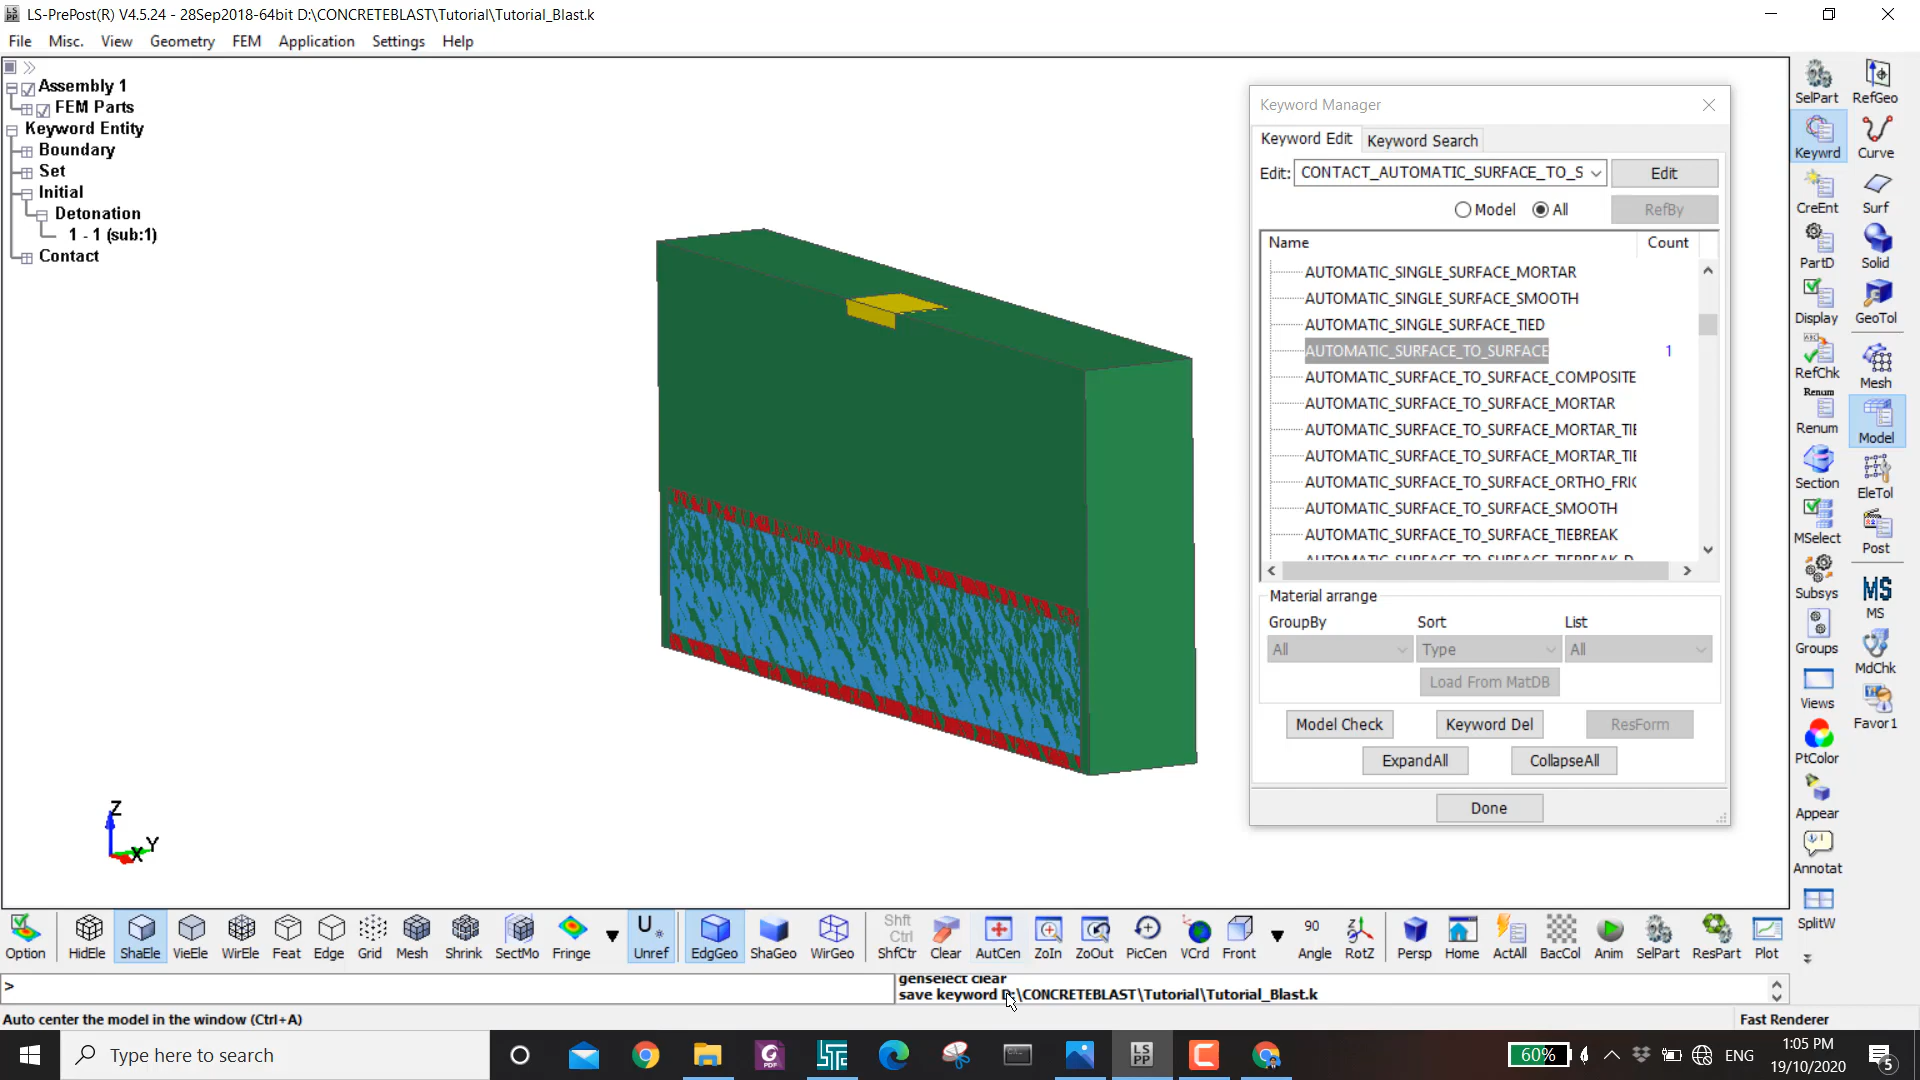 LS-PrePost(R) V4.5.24 - 28Sep2018-64bit D:\CONCRETEBLAST\Tutorial\Tutorial_Blast.k
File Misc. View Geometry FEM Application Settings Help
Assembly 1
FEM Parts
Keyword Entity
Boundary
Set
Initial
Detonation
1 - 1 (sub:1)
Contact
Z
Y
X
Keyword Manager
Keyword Edit Keyword Search
Edit: CONTACT_AUTOMATIC_SURFACE_TO_S Edit
Model All RefBy
Name Count
AUTOMATIC_SINGLE_SURFACE_MORTAR
AUTOMATIC_SINGLE_SURFACE_SMOOTH
AUTOMATIC_SINGLE_SURFACE_TIED
AUTOMATIC_SURFACE_TO_SURFACE 1
AUTOMATIC_SURFACE_TO_SURFACE_COMPOSITE
AUTOMATIC_SURFACE_TO_SURFACE_MORTAR
AUTOMATIC_SURFACE_TO_SURFACE_MORTAR_TIE
AUTOMATIC_SURFACE_TO_SURFACE_MORTAR_TIE
AUTOMATIC_SURFACE_TO_SURFACE_ORTHO_FRIC
AUTOMATIC_SURFACE_TO_SURFACE_SMOOTH
AUTOMATIC_SURFACE_TO_SURFACE_TIEBREAK
AUTOMATIC_SURFACE_TO_SURFACE_TIEBREAK_D
Material arrange
GroupBy Sort List
All Type All
Load From MatDB
Model Check Keyword Del ResForm
ExpandAll CollapseAll
Done
SelPart RefGeo
Keywrd Curve
CreEnt Surf
PartD Solid
Display GeoTol
RefChk Mesh
Renum
Renum Model
Section EleTol
MSelect Post
Subsys MS
MS
Groups MdChk
Views Favor1
PtColor
Appear
Annotat
SplitW
Option HidEle ShaEle VieEle WirEle Feat Edge Grid Mesh Shrink SectMo Fringe Unref EdgGeo ShaGeo WirGeo Shft Ctrl ShfCtr Clear AutCen ZoIn ZoOut PicCen VCrd Front 90 Angle RotZ Persp Home ActAll BacCol Anim SelPart ResPart Plot
> genselect clear
save keyword D:\CONCRETEBLAST\Tutorial\Tutorial_Blast.k
Auto center the model in the window (Ctrl+A) Fast Renderer
Type here to search
60% ENG 1:05 PM
19/10/2020 5